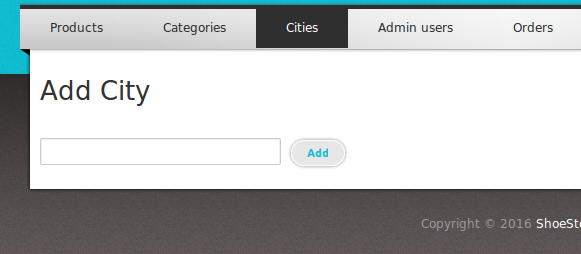 Products Categories Cities Admin users Orders
Add City
Add
Copyright © 2016